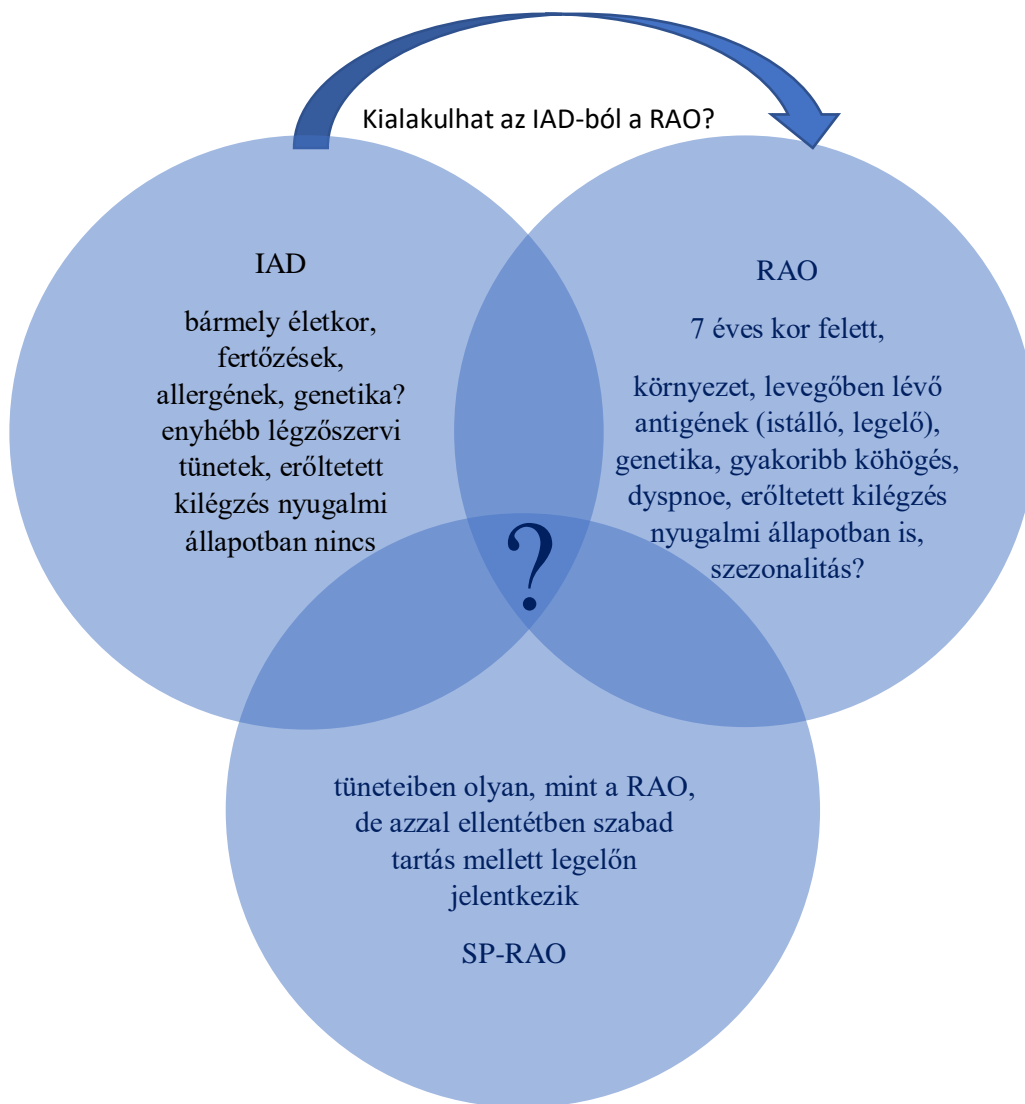 Kialakulhat az IAD-ból a RAO?
IAD
bármely életkor,
fertőzések,
allergének, genetika?
enyhébb légzőszervi
tünetek, erőltetett
kilégzés nyugalmi
állapotban nincs
RAO
7 éves kor felett,
környezet, levegőben lévő
antigének (istálló, legelő),
genetika, gyakoribb köhögés,
dyspnoe, erőltetett kilégzés
nyugalmi állapotban is,
szezonalitás?
?
tüneteiben olyan, mint a RAO,
de azzal ellentétben szabad
tartás mellett legelőn
jelentkezik
SP-RAO